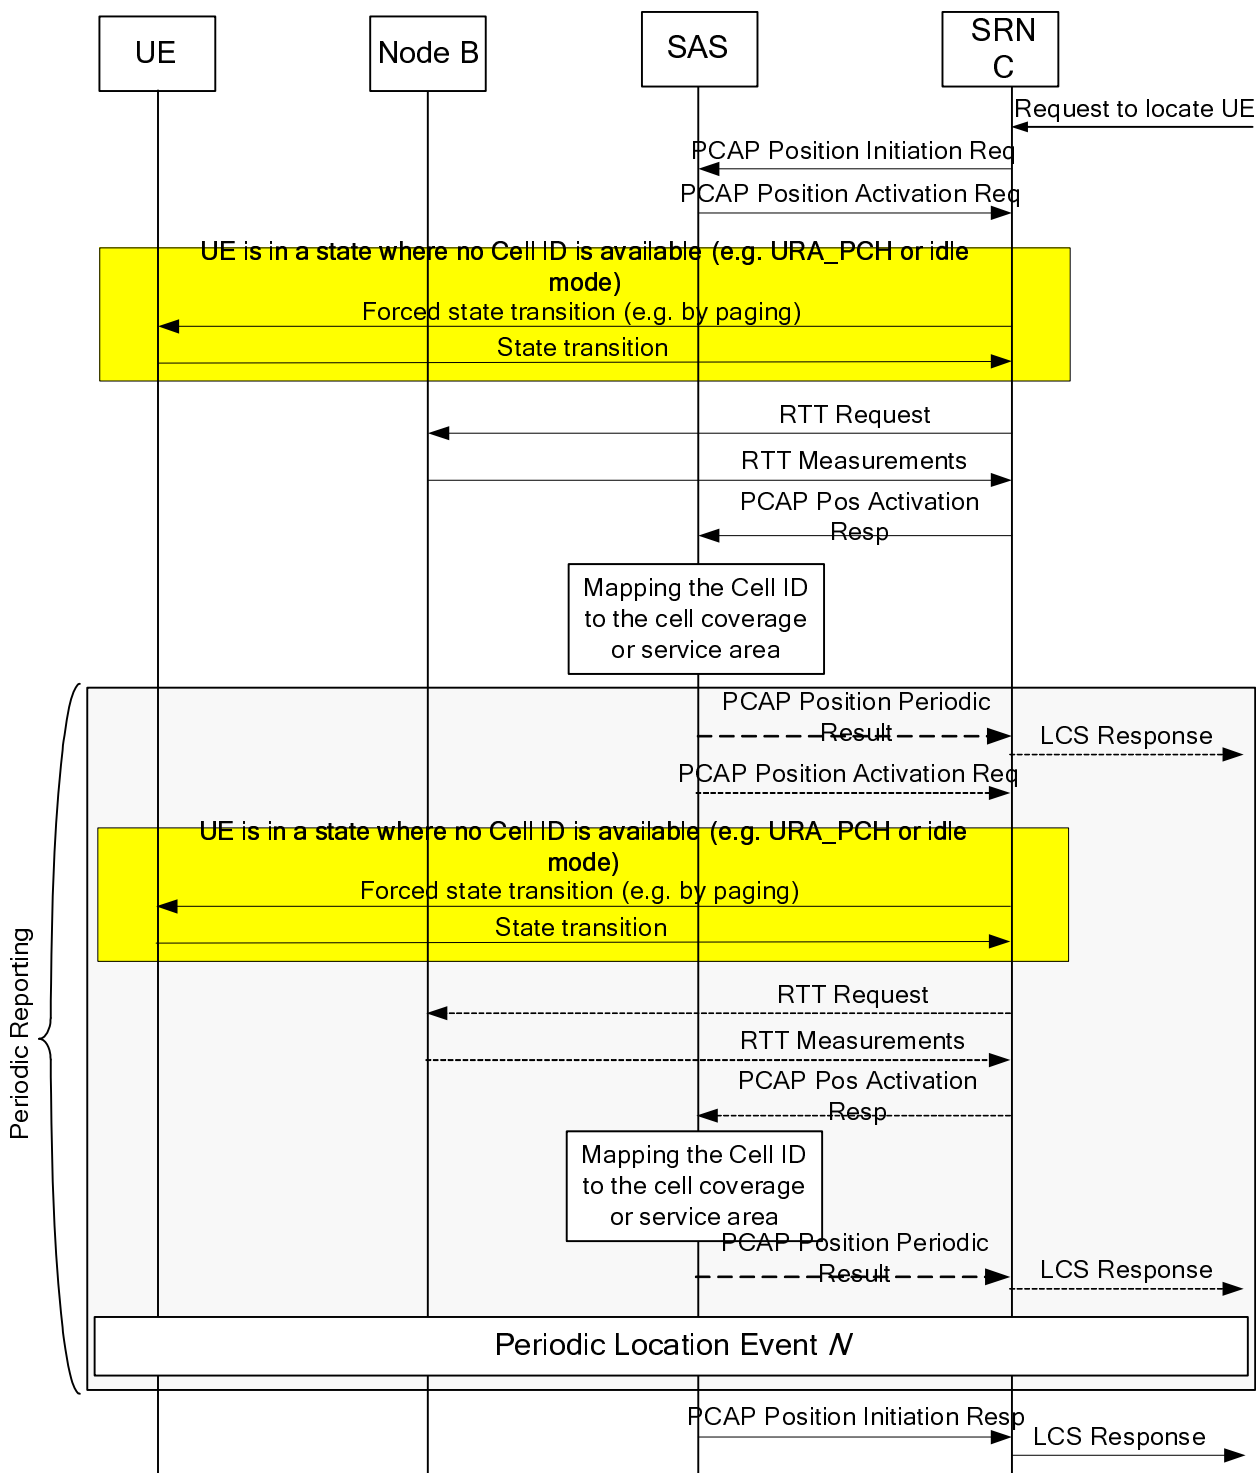 UE
Node B
SAS
SRN
C
Request to locate UE
PCAP Position Initiation Req
PCAP Position Activation Req
UE is in a state where no Cell ID is available (e.g. URA_PCH or idle
mode)
Forced state transition (e.g. by paging)
State transition
RTT Request
RTT Measurements
PCAP Pos Activation
Resp
Mapping the Cell ID
to the cell coverage
or service area
PCAP Position Periodic
Result
LCS Response
PCAP Position Activation Req
UE is in a state where no Cell ID is available (e.g. URA_PCH or idle
mode)
Forced state transition (e.g. by paging)
State transition
Periodic Reporting
RTT Request
RTT Measurements
PCAP Pos Activation
Resp
Mapping the Cell ID
to the cell coverage
or service area
PCAP Position Periodic
Result
LCS Response
Periodic Location Event N
PCAP Position Initiation Resp
LCS Response